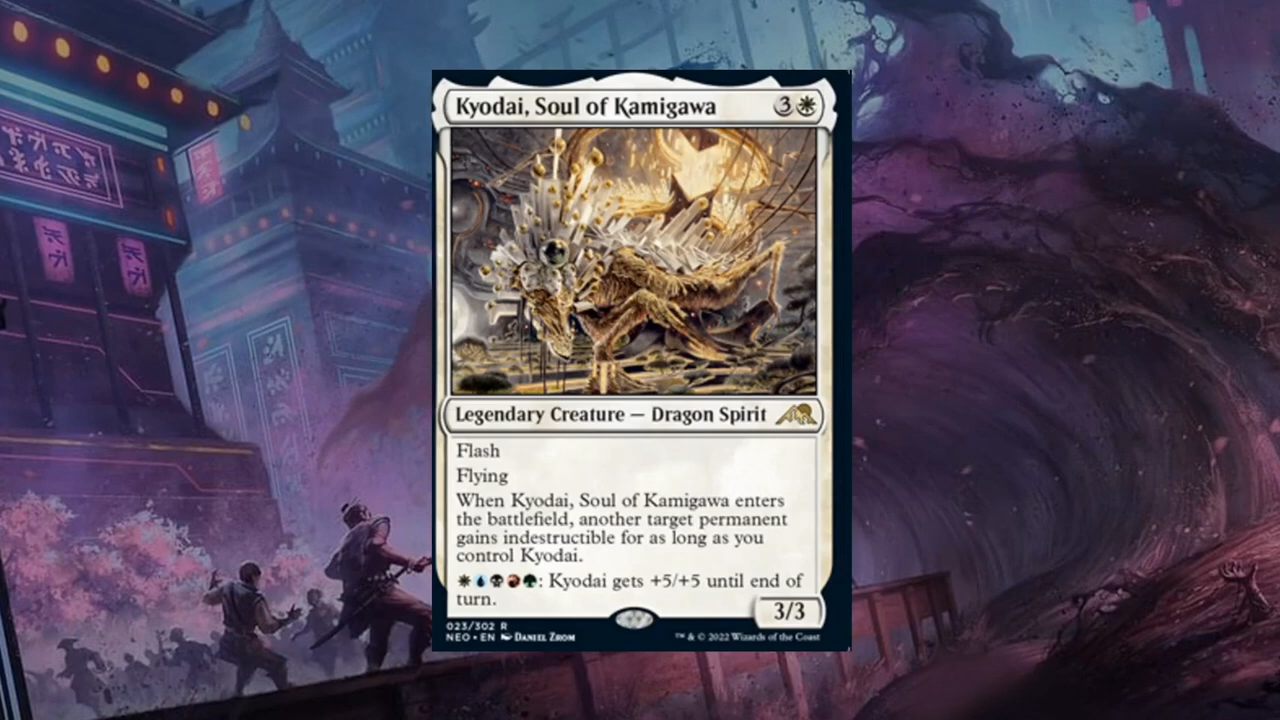 Kyodai, Soul of Kamigawa 3
Legendary Creature — Dragon Spirit
Flash
Flying
When Kyodai, Soul of Kamigawa enters
the battlefield, another target permanent
gains indestructible for as long as you
control Kyodai.
: Kyodai gets +5/+5 until end of
turn.
3/3
023/302 R
NEO • EN DANIEL ZROM
™ & © 2022 Wizards of the Coast